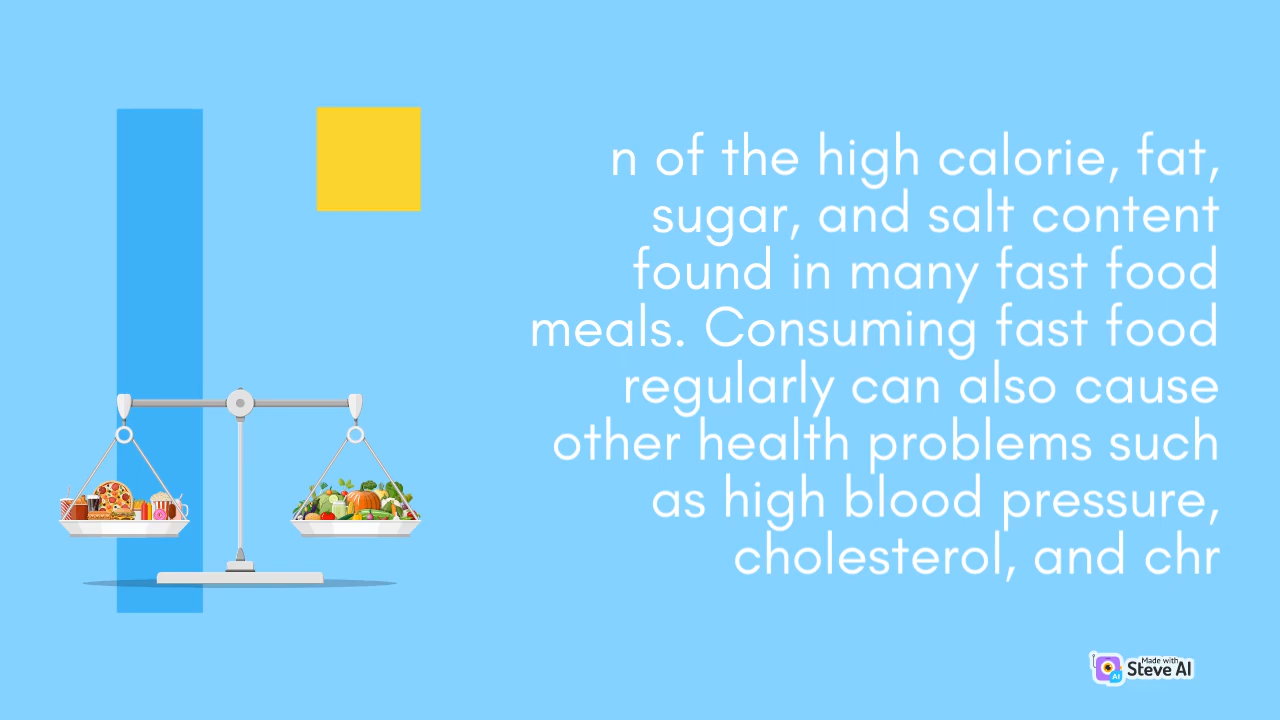 n of the high calorie, fat,
sugar, and salt content
found in many fast food
meals. Consuming fast food
regularly can also cause
other health problems such
as high blood pressure,
cholesterol, and chr
Made with
Steve AI
AI